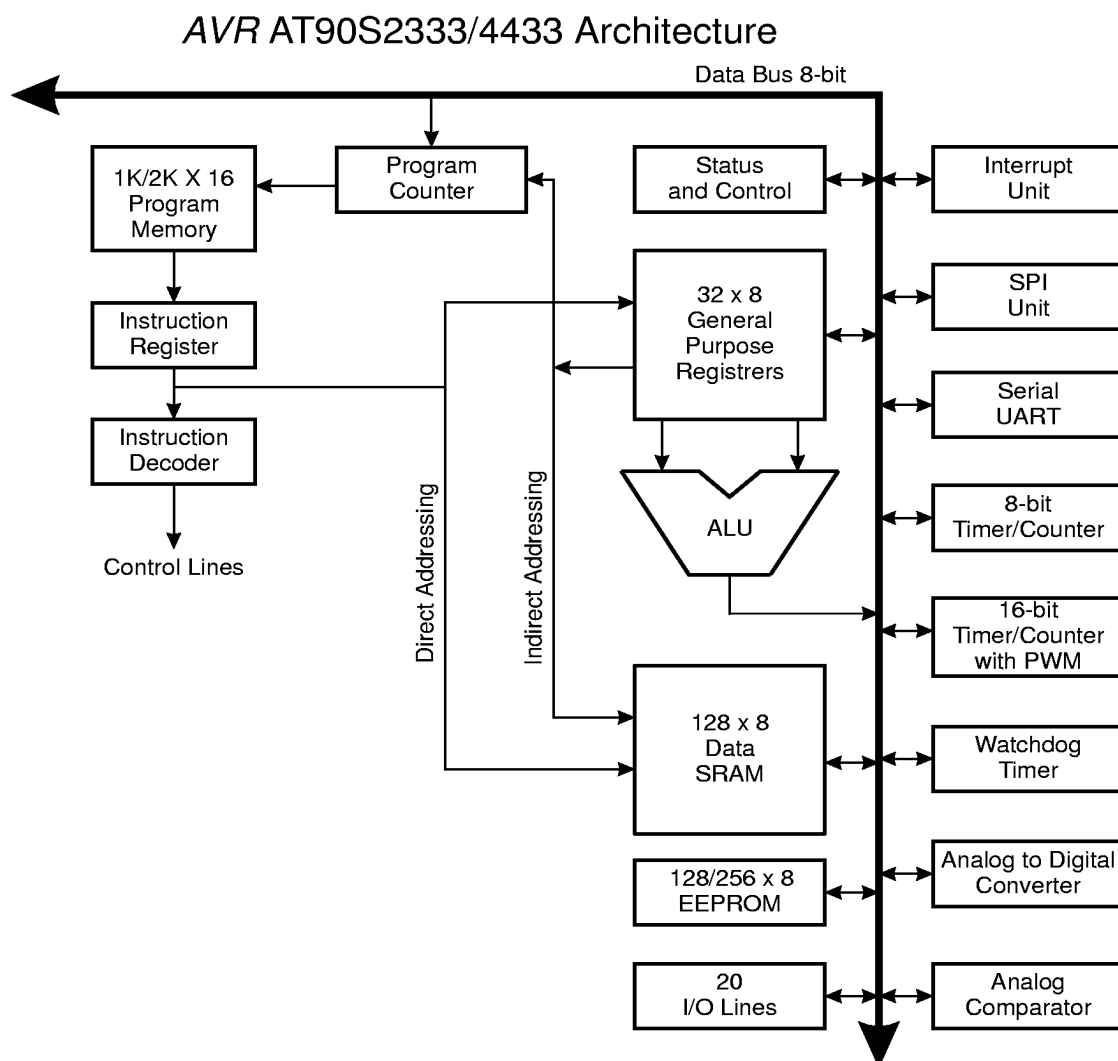 AVR AT90S2333/4433 Architecture
Data Bus 8-bit
1K/2K X 16
Program
Memory
Program
Counter
Status
and Control
Interrupt
Unit
Instruction
Register
32 x 8
General
Purpose
Registrers
SPI
Unit
Instruction
Decoder
Serial
UART
Control Lines
Direct Addressing
Indirect Addressing
ALU
8-bit
Timer/Counter
16-bit
Timer/Counter
with PWM
128 x 8
Data
SRAM
Watchdog
Timer
128/256 x 8
EEPROM
Analog to Digital
Converter
20
I/O Lines
Analog
Comparator